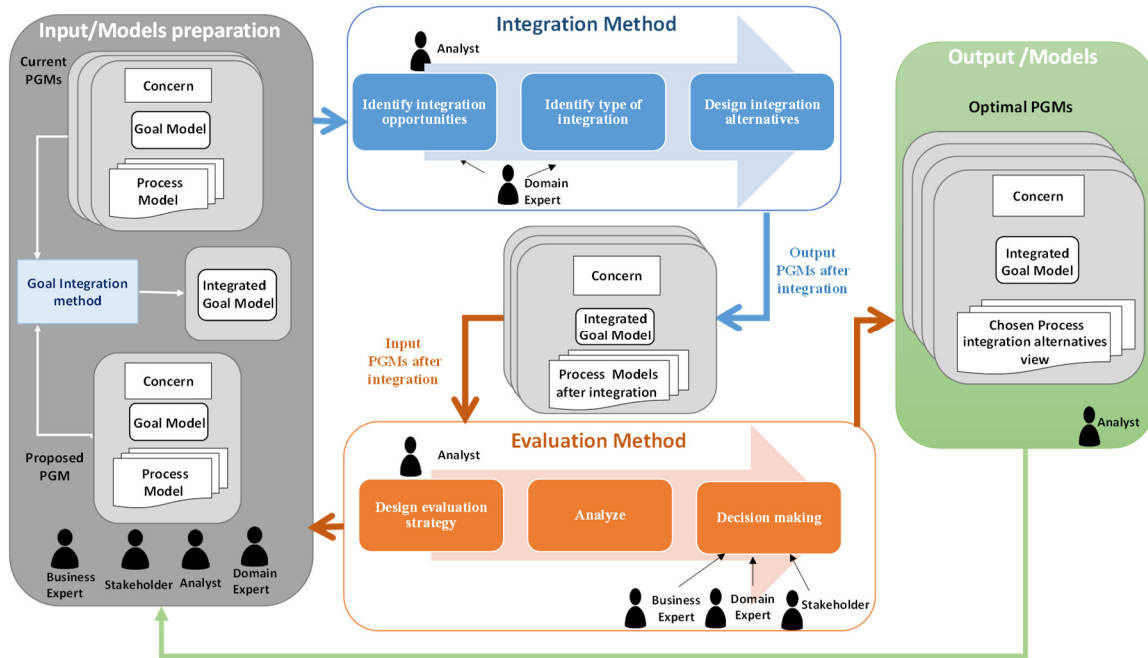 Input/Models preparation
Current
PGMs
Concern
Goal Model
Process
Model
Goal Integration
method
Integrated
Goal Model
Concern
Goal Model
Proposed
PGM
Process
Model
Business
Expert
Stakeholder
Analyst
Domain
Expert
Integration Method
Analyst
Identify integration
opportunities
Identify type of
integration
Design integration
alternatives
Domain
Expert
Concern
Integrated
Goal Model
Process Models
after integration
Output
PGMs after
integration
Input
PGMs after
integration
Evaluation Method
Analyst
Design evaluation
strategy
Analyze
Decision making
Business
Expert
Domain
Expert
Stakeholder
Output /Models
Optimal PGMs
Concern
Integrated
Goal Model
Chosen Process
integration alternatives
view
Analyst